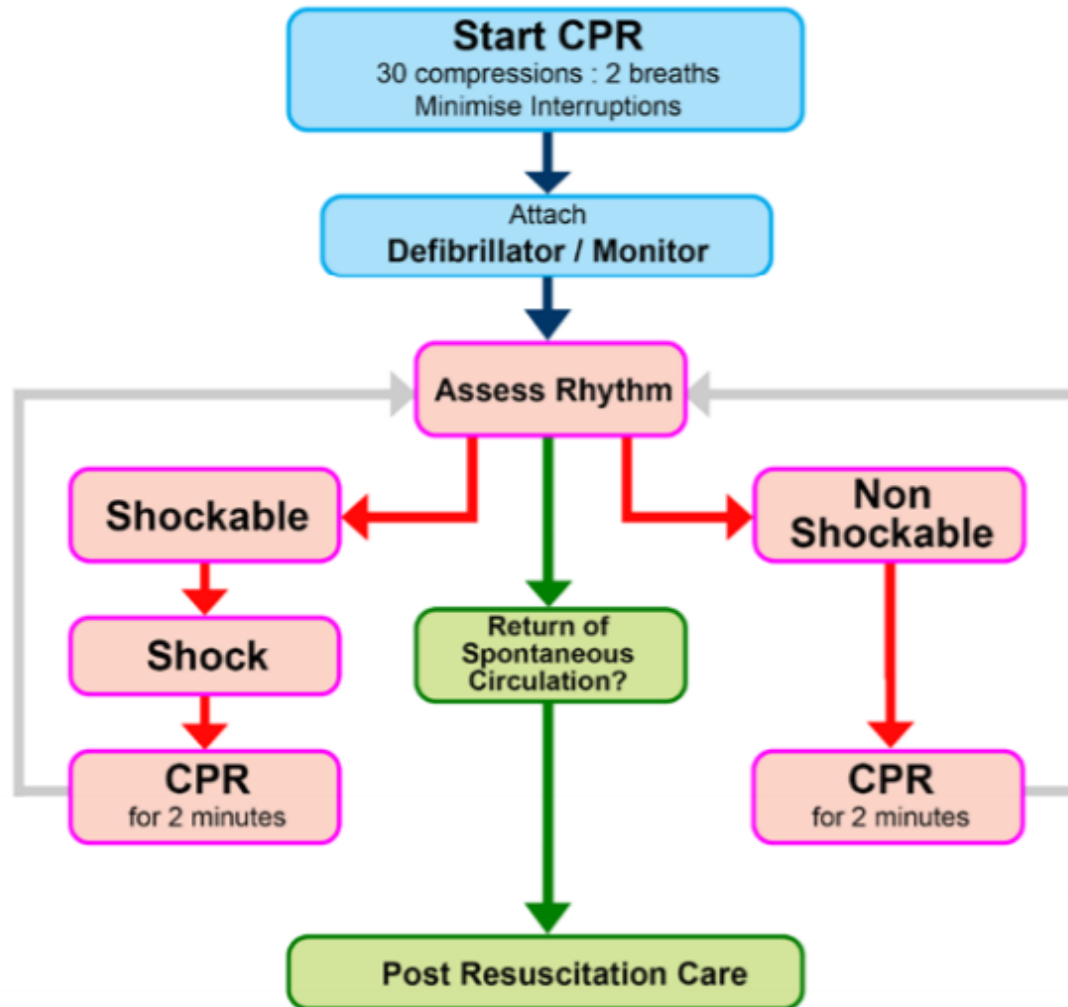 Start CPR
30 compressions : 2 breaths
Minimise Interruptions
Attach
Defibrillator / Monitor
Assess Rhythm
Shockable
Non
Shockable
Shock
Return of
Spontaneous
Circulation?
CPR
for 2 minutes
CPR
for 2 minutes
Post Resuscitation Care